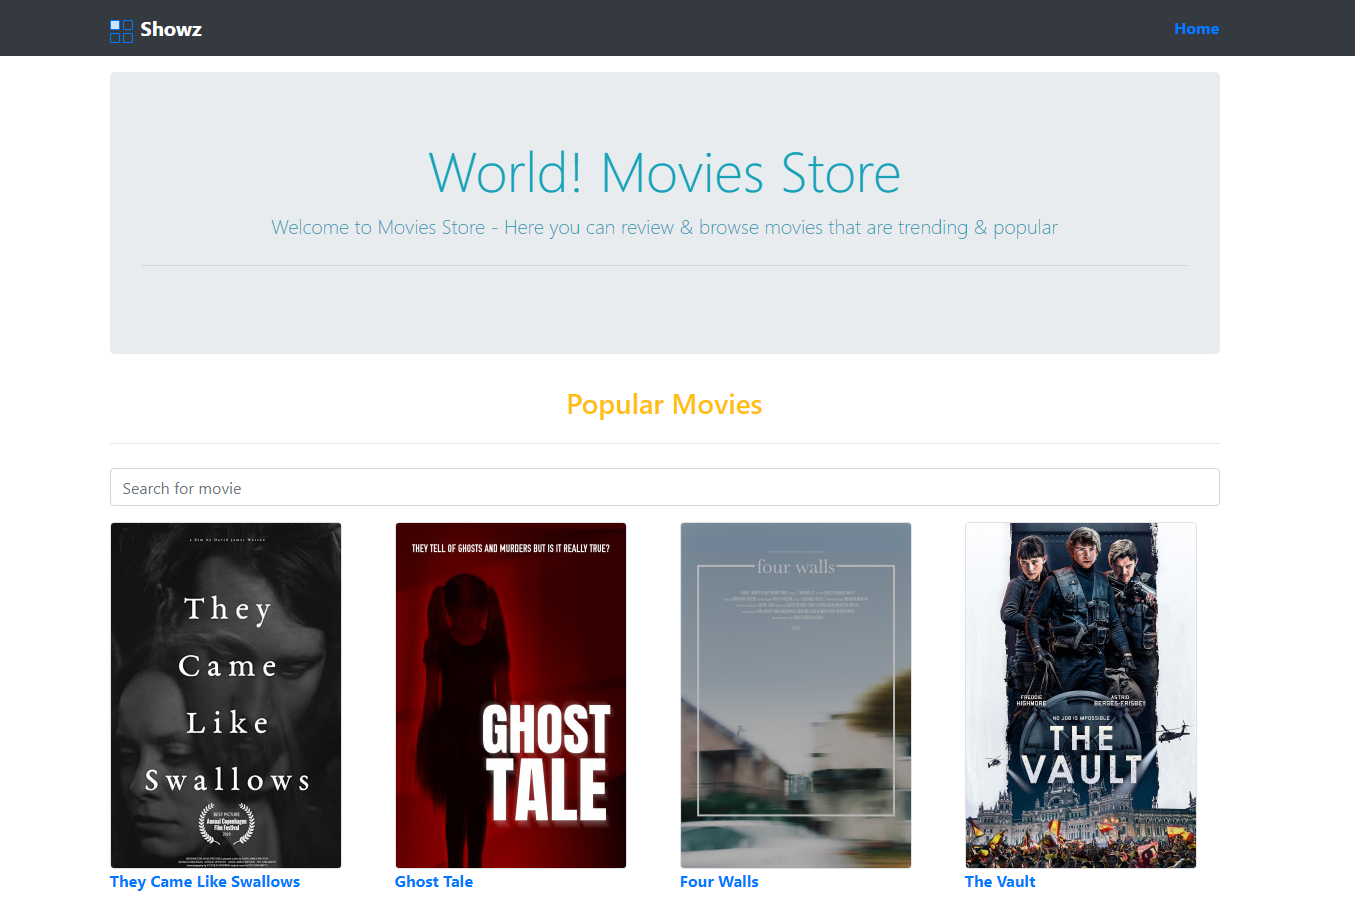 Showz
Home
World! Movies Store
Welcome to Movies Store - Here you can review & browse movies that are trending & popular
Popular Movies
Search for movie
a film by David James Watson
They
Came
Like
Swallows
BEST PICTURE
Annual Copenhagen
Film Festival
2019
They Came Like Swallows
THEY TELL OF GHOSTS AND MURDERS BUT IS IT REALLY TRUE?
GHOST
TALE
Ghost Tale
four walls
Four Walls
FREDDIE
HIGHMORE
ASTRID
BERGÈS-FRISBEY
NO JOB IS IMPOSSIBLE
THE
VAULT
The Vault